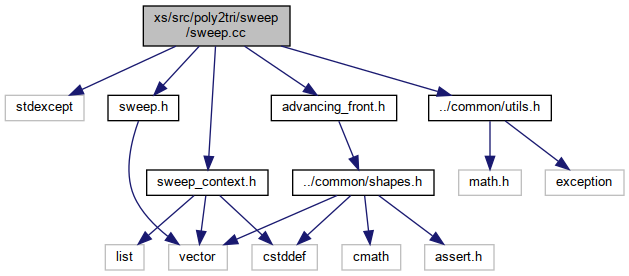 xs/src/poly2tri/sweep
/sweep.cc
stdexcept
sweep.h
advancing_front.h
../common/utils.h
sweep_context.h
../common/shapes.h
math.h
exception
list
vector
cstddef
cmath
assert.h